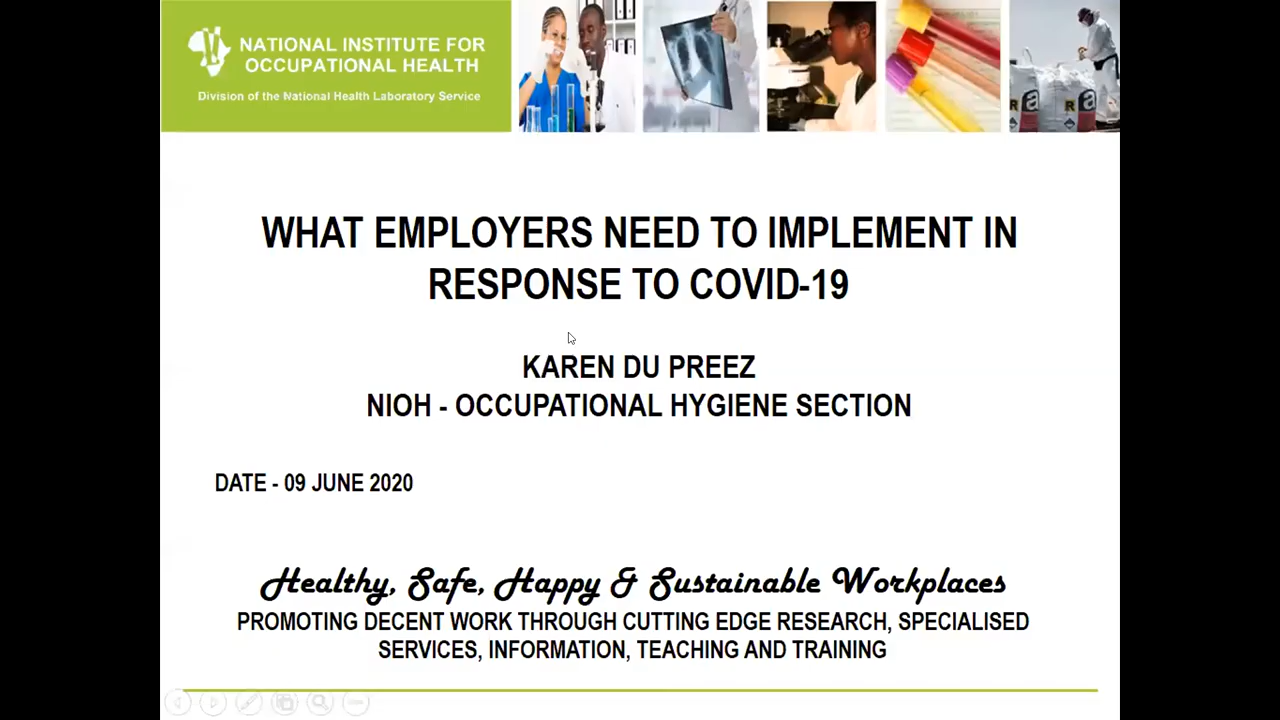 NATIONAL INSTITUTE FOR
OCCUPATIONAL HEALTH
Division of the National Health Laboratory Service
R
a
R
a
WHAT EMPLOYERS NEED TO IMPLEMENT IN
RESPONSE TO COVID-19
KAREN DU PREEZ
NIOH - OCCUPATIONAL HYGIENE SECTION
DATE - 09 JUNE 2020
Healthy, Safe, Happy & Sustainable Workplaces
PROMOTING DECENT WORK THROUGH CUTTING EDGE RESEARCH, SPECIALISED
SERVICES, INFORMATION, TEACHING AND TRAINING